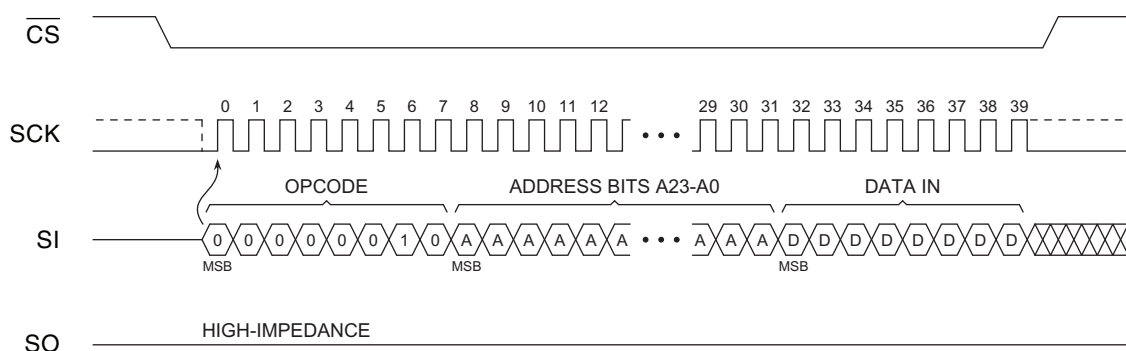 CS
0 1 2 3 4 5 6 7 8 9 10 11 12 29 30 31 32 33 34 35 36 37 38 39
SCK
OPCODE ADDRESS BITS A23-A0 DATA IN
SI 0 0 0 0 0 0 1 0 A A A A A A A A A D D D D D D D D
MSB MSB MSB
HIGH-IMPEDANCE
SO